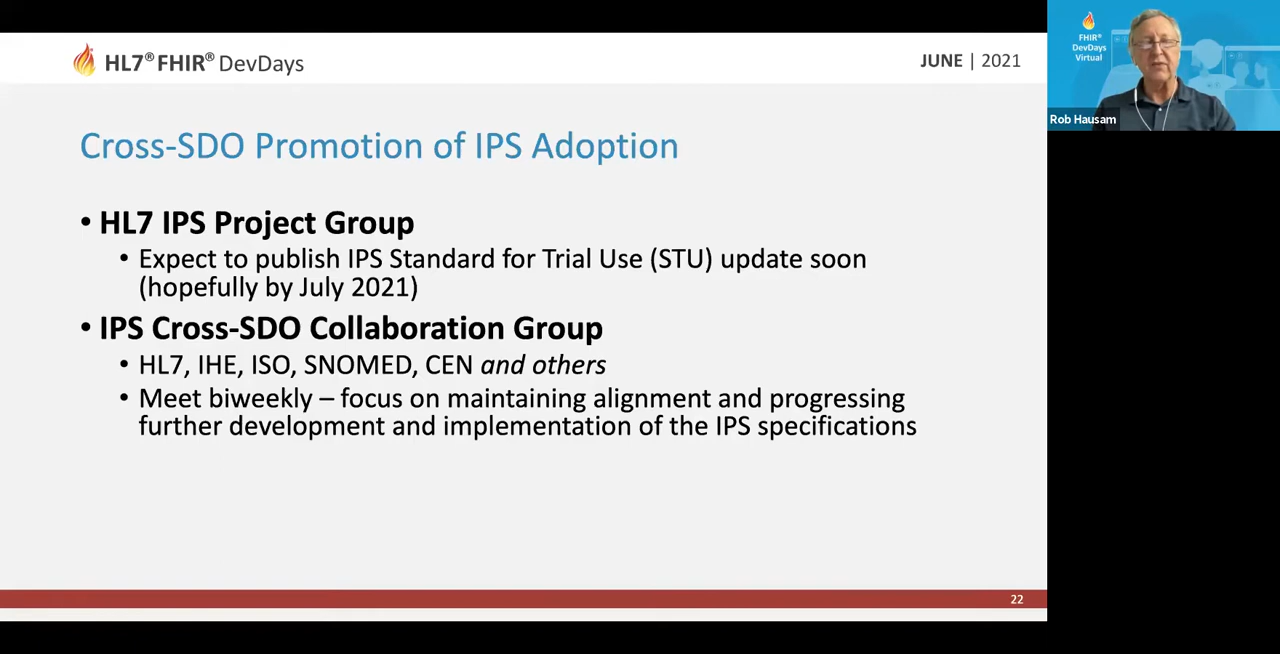 HL7® FHIR® DevDays
JUNE | 2021
Cross-SDO Promotion of IPS Adoption
• HL7 IPS Project Group
• Expect to publish IPS Standard for Trial Use (STU) update soon
(hopefully by July 2021)
• IPS Cross-SDO Collaboration Group
• HL7, IHE, ISO, SNOMED, CEN and others
• Meet biweekly – focus on maintaining alignment and progressing
further development and implementation of the IPS specifications
22
FHIR®
DevDays
Virtual
Rob Hausam